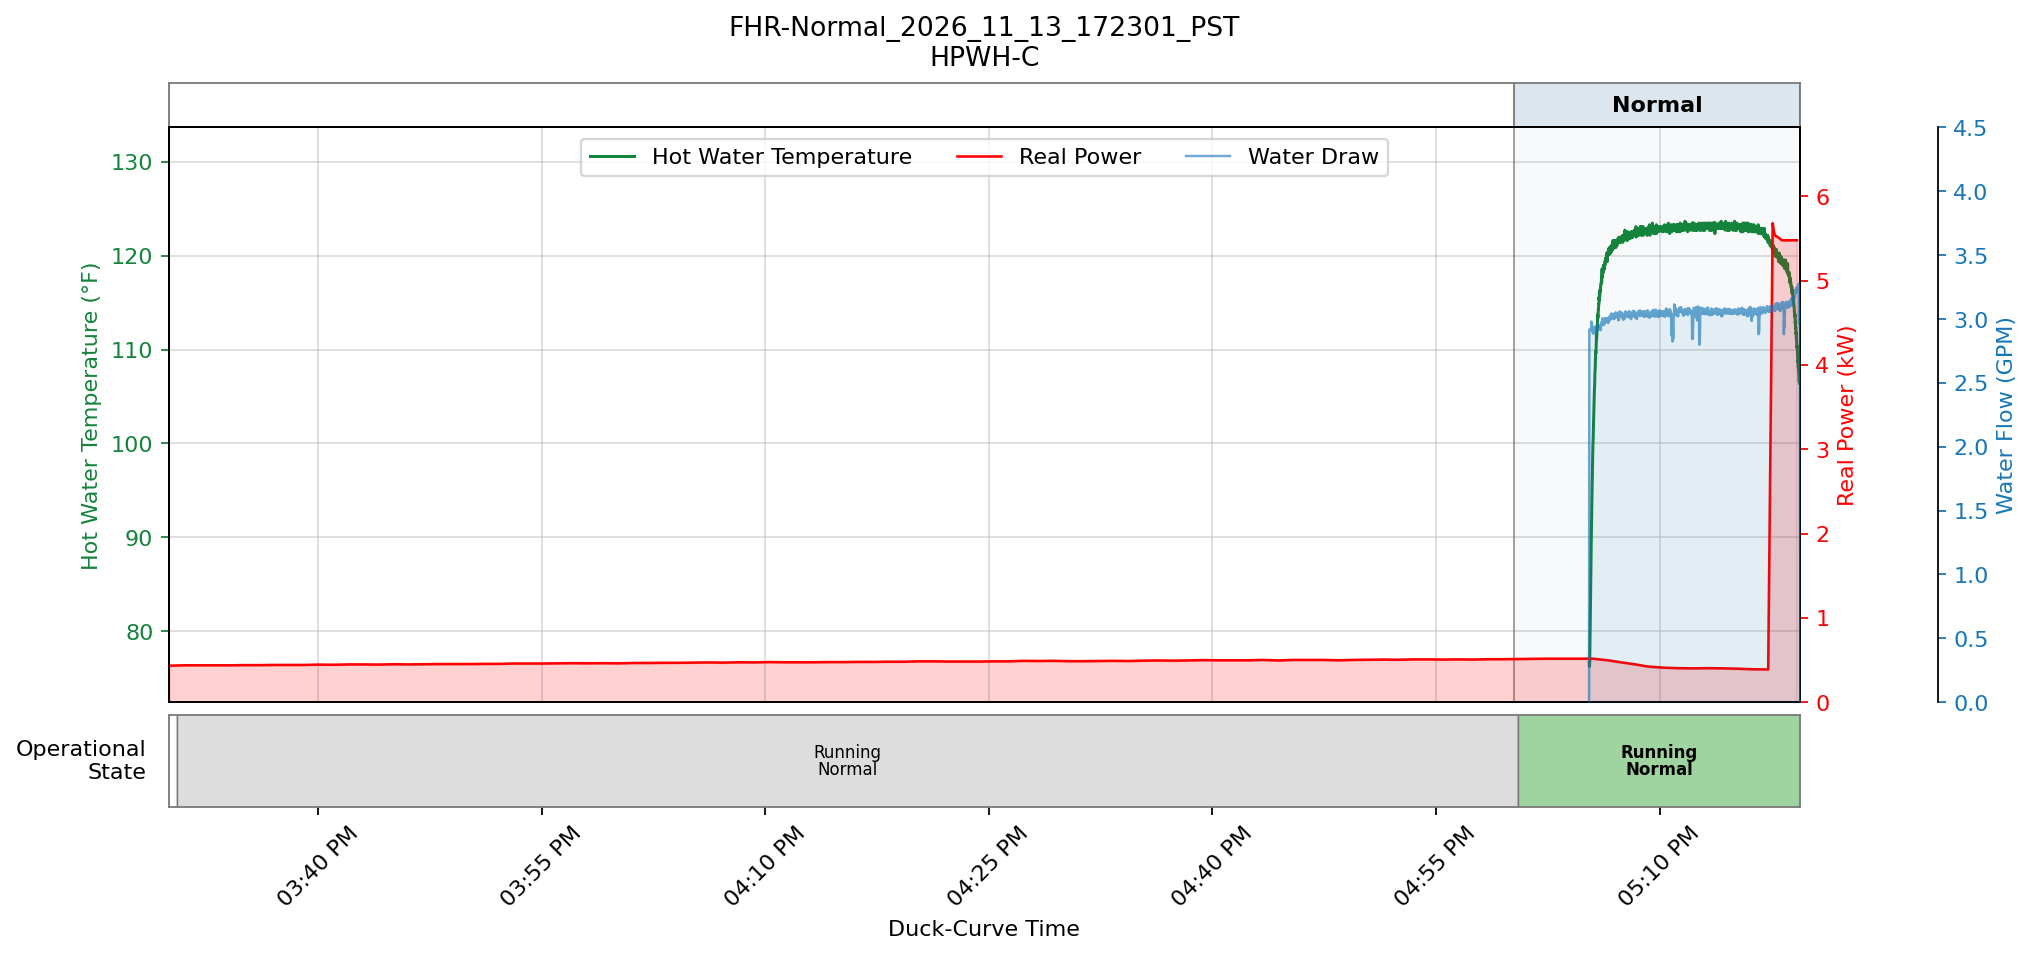 FHR-Normal_2026_11_13_172301_PST
HPWH-C
Normal
Hot Water Temperature
Real Power
Water Draw
130
120
110
100
90
80
Hot Water Temperature (°F)
6
5
4
3
2
1
0
Real Power (kW)
4.5
4.0
3.5
3.0
2.5
2.0
1.5
1.0
0.5
0.0
Water Flow (GPM)
Operational
State
Running
Normal
Running
Normal
03:40 PM
03:55 PM
04:10 PM
04:25 PM
04:40 PM
04:55 PM
05:10 PM
Duck-Curve Time